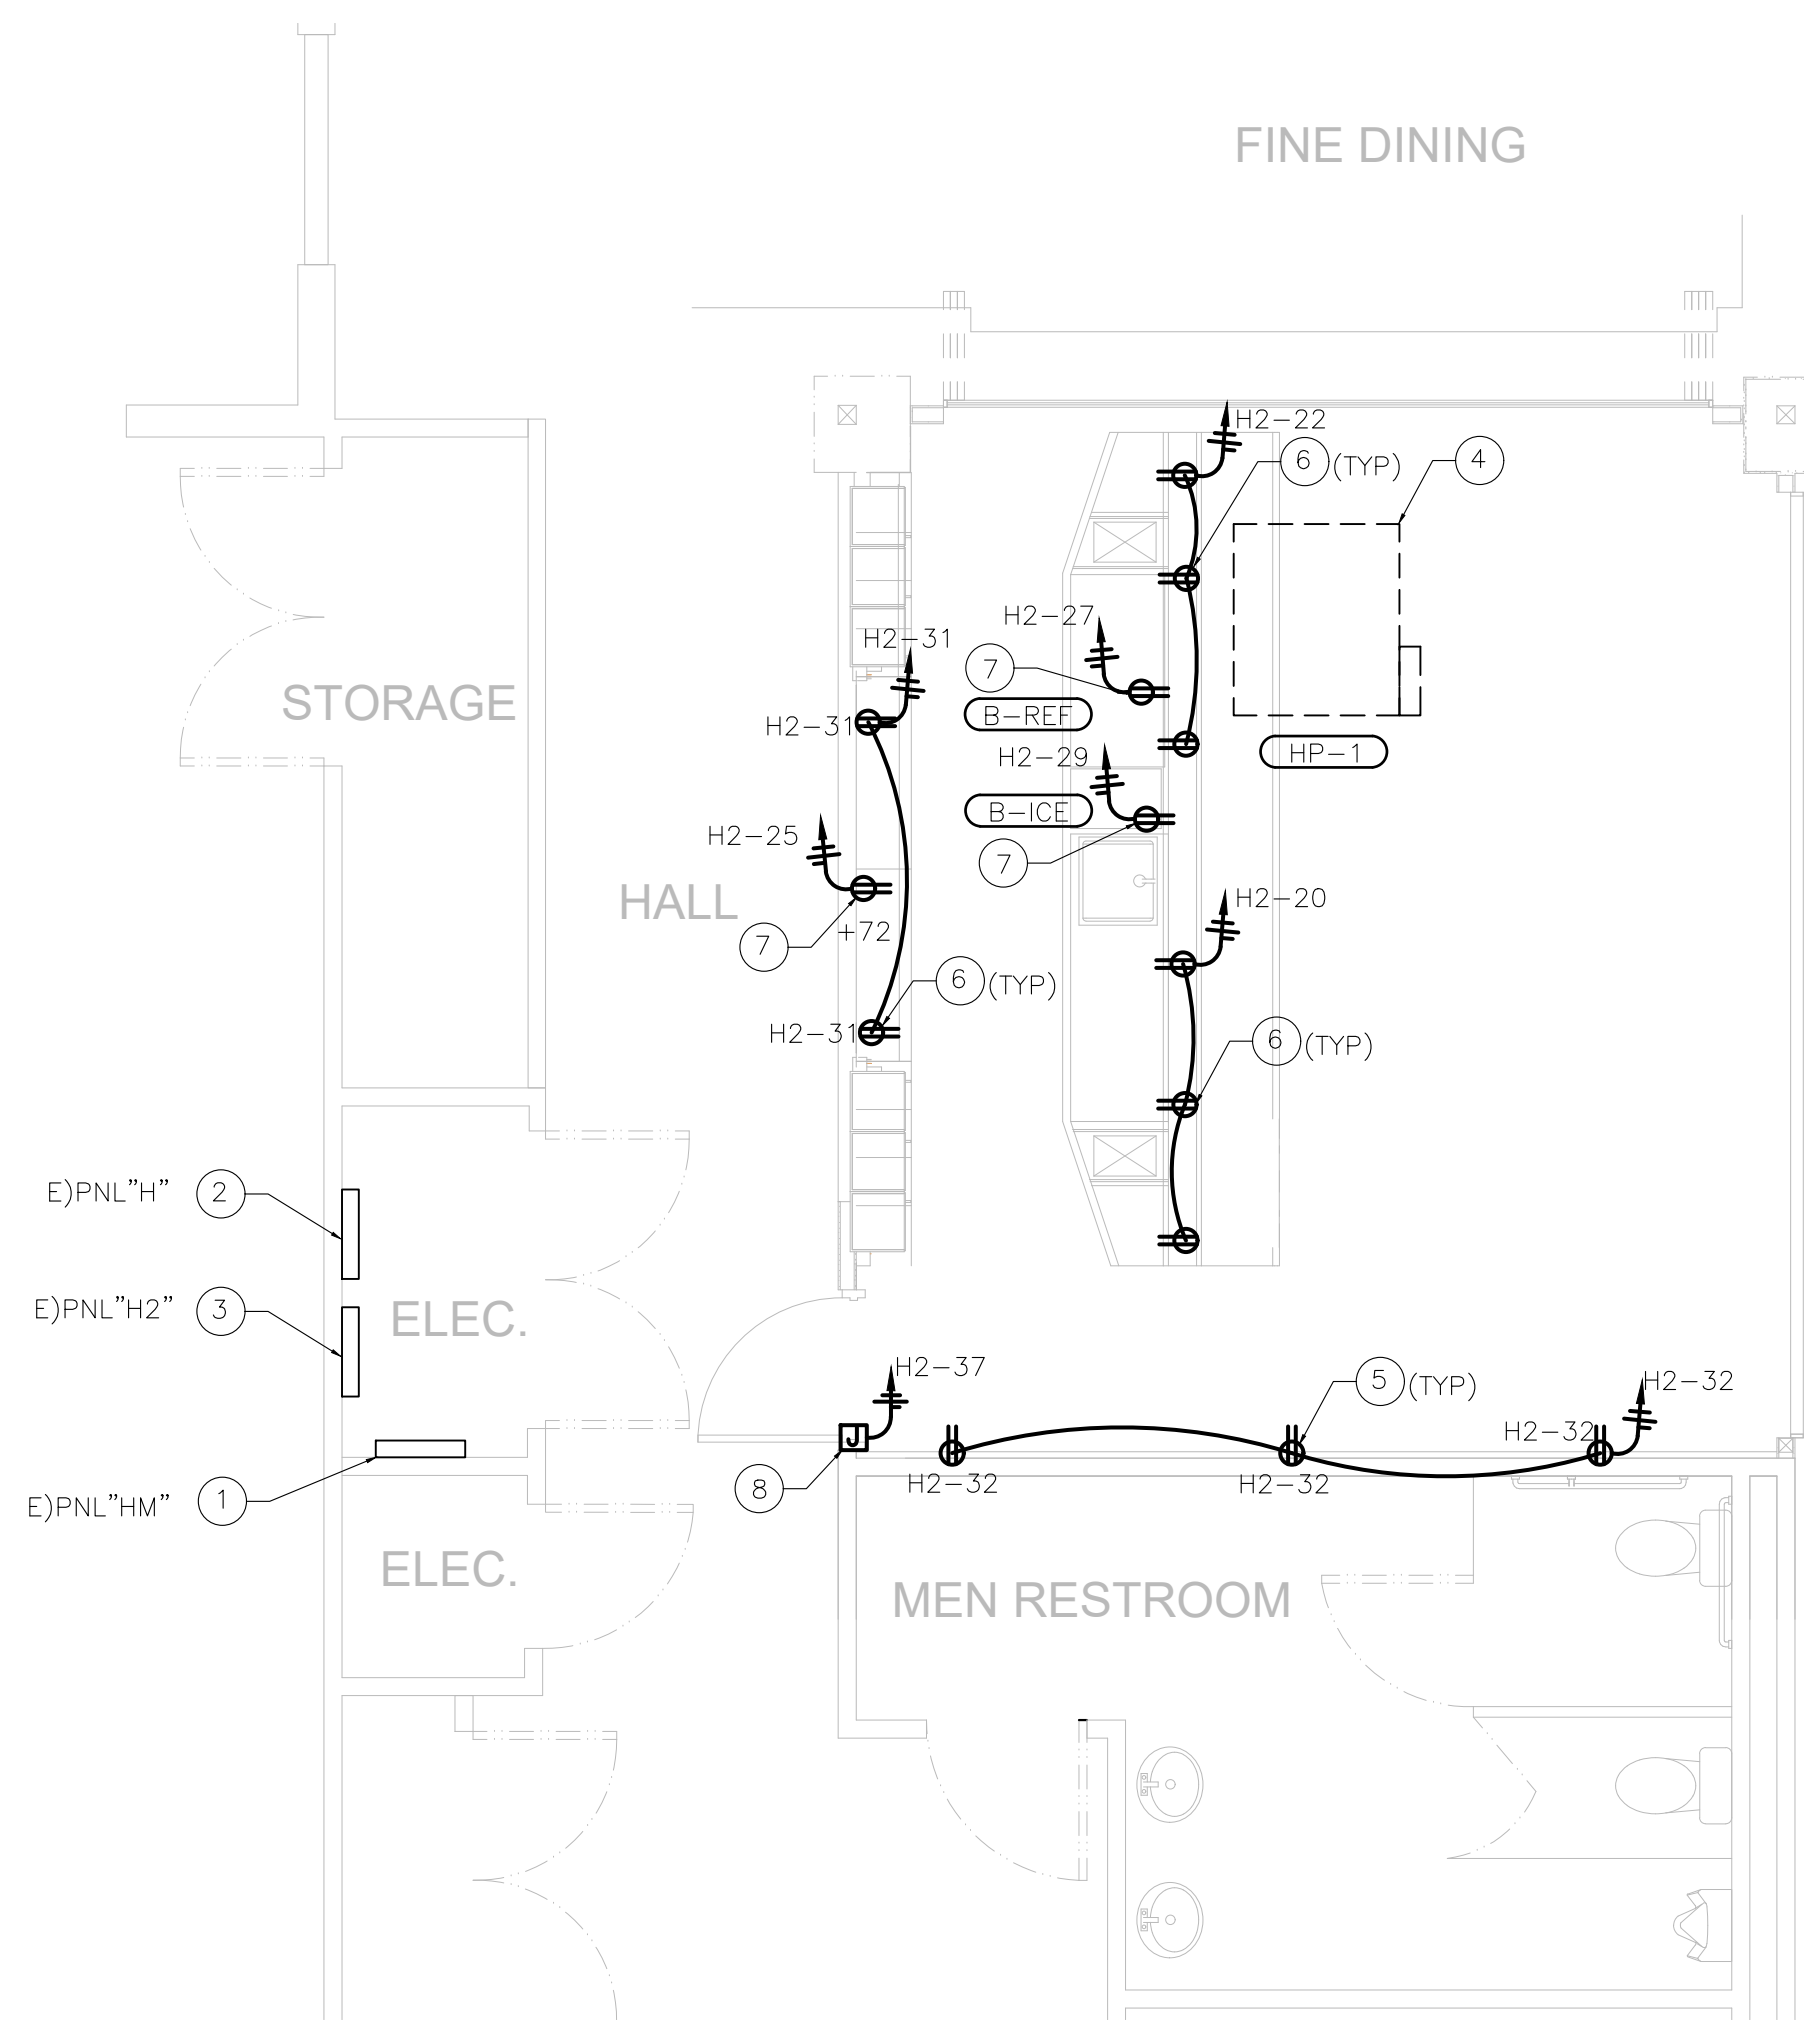 FINE DINING
H2-22
6 (TYP)
4
H2-27
H2-31
7
STORAGE
B-REF
H2-31
HP-1
H2-29
B-ICE
H2-25
7
HALL
H2-20
+72
7
6 (TYP)
H2-31
6 (TYP)
E)PNL"H" 2
E)PNL"H2" 3
ELEC.
H2-37
5 (TYP)
H2-32
J
H2-32
8
H2-32
H2-32
E)PNL"HM" 1
ELEC.
MEN RESTROOM